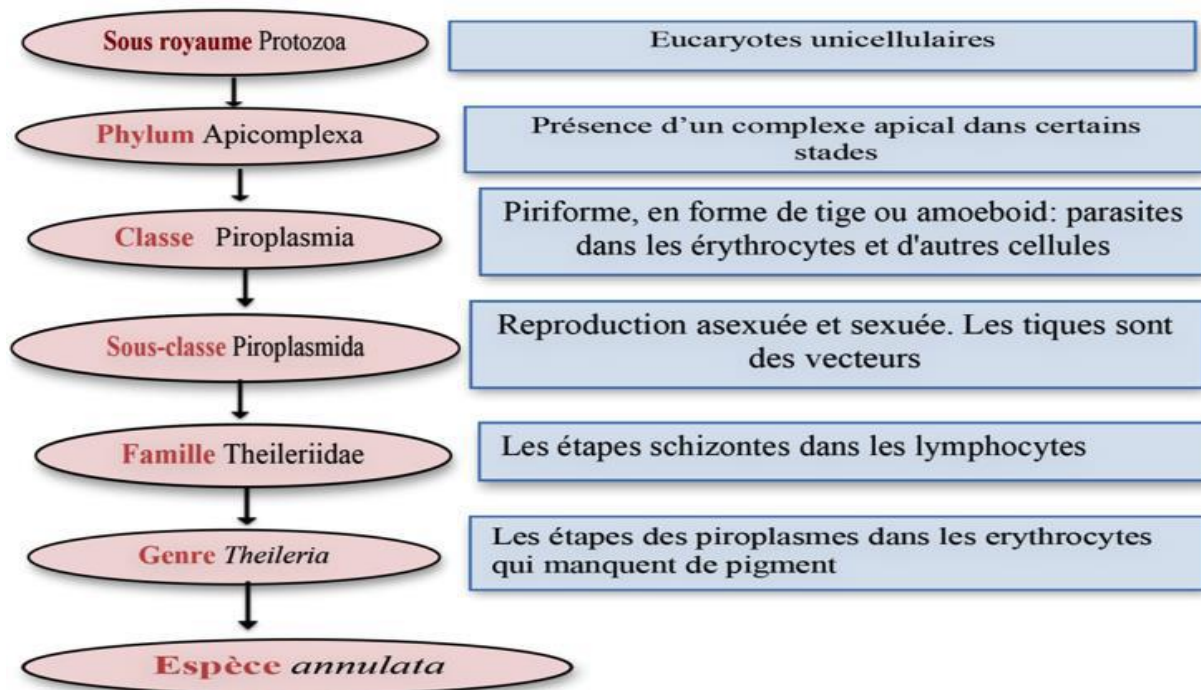 Sous royaume Protozoa
Eucaryotes unicellulaires
Phylum Apicomplexa
Présence d'un complexe apical dans certains
stades
Classe Piroplasmia
Piriforme, en forme de tige ou amoeboid: parasites
dans les érythrocytes et d'autres cellules
Sous-classe Piroplasmida
Reproduction asexuée et sexuée. Les tiques sont
des vecteurs
Famille Theileriidae
Les étapes schizontes dans les lymphocytes
Genre Theileria
Les étapes des piroplasmes dans les erythrocytes
qui manquent de pigment
Espèce annulata